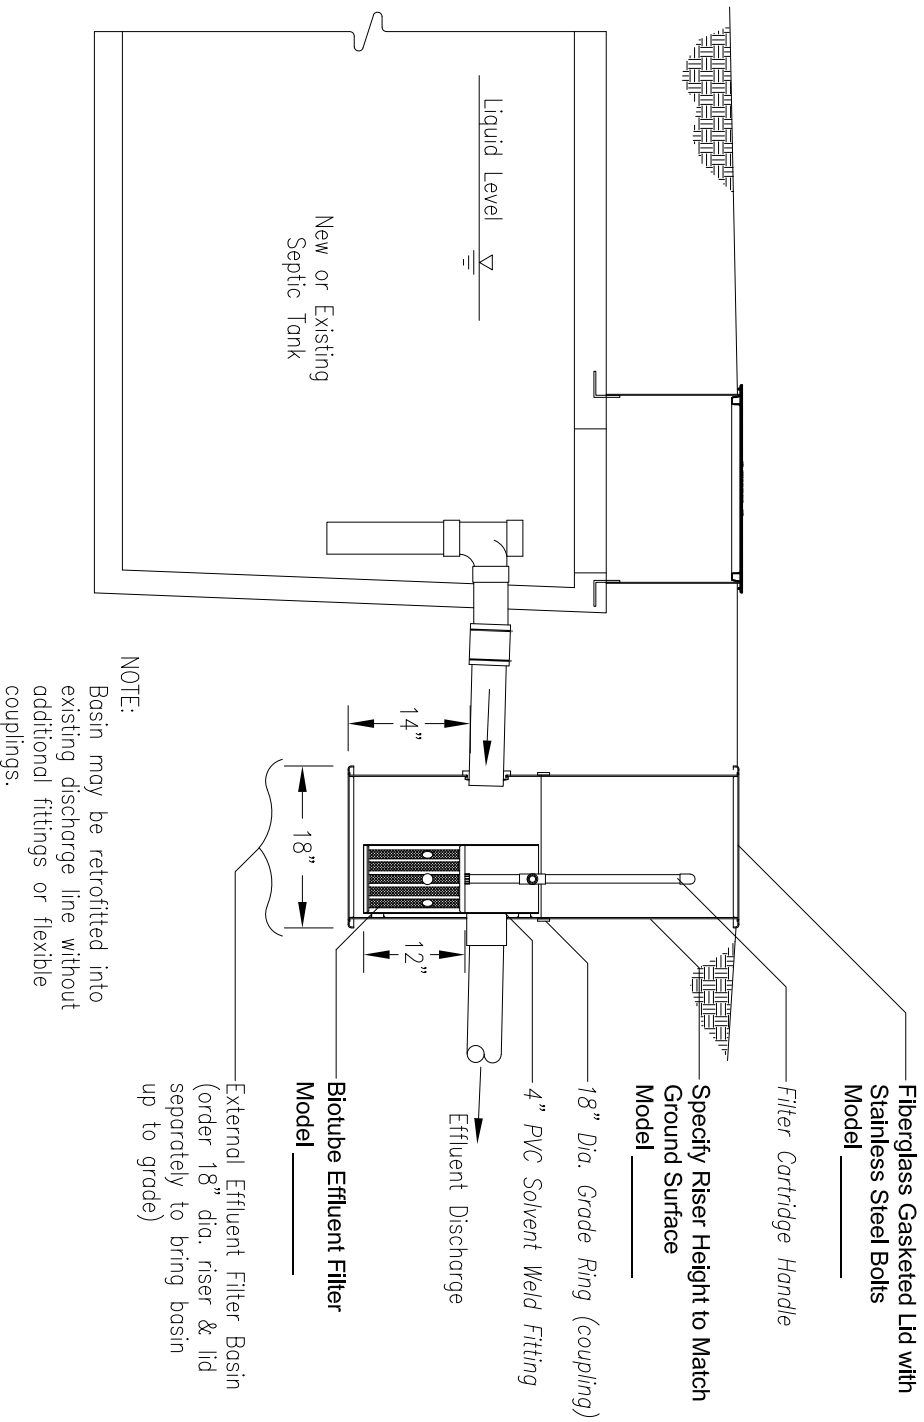 Fiberglass Gasketed Lid with
Stainless Steel Bolts
Model
Filter Cartridge Handle
Specify Riser Height to Match
Ground Surface
Model
18" Dia. Grade Ring (coupling)
4" PVC Solvent Weld Fitting
Effluent Discharge
Biotube Effluent Filter
Model
External Effluent Filter Basin
(order 18" dia. riser & lid
separately to bring basin
up to grade)
Liquid Level
New or Existing
Septic Tank
14"
18"
12"
NOTE:
Basin may be retrofitted into
existing discharge line without
additional fittings or flexible
couplings.